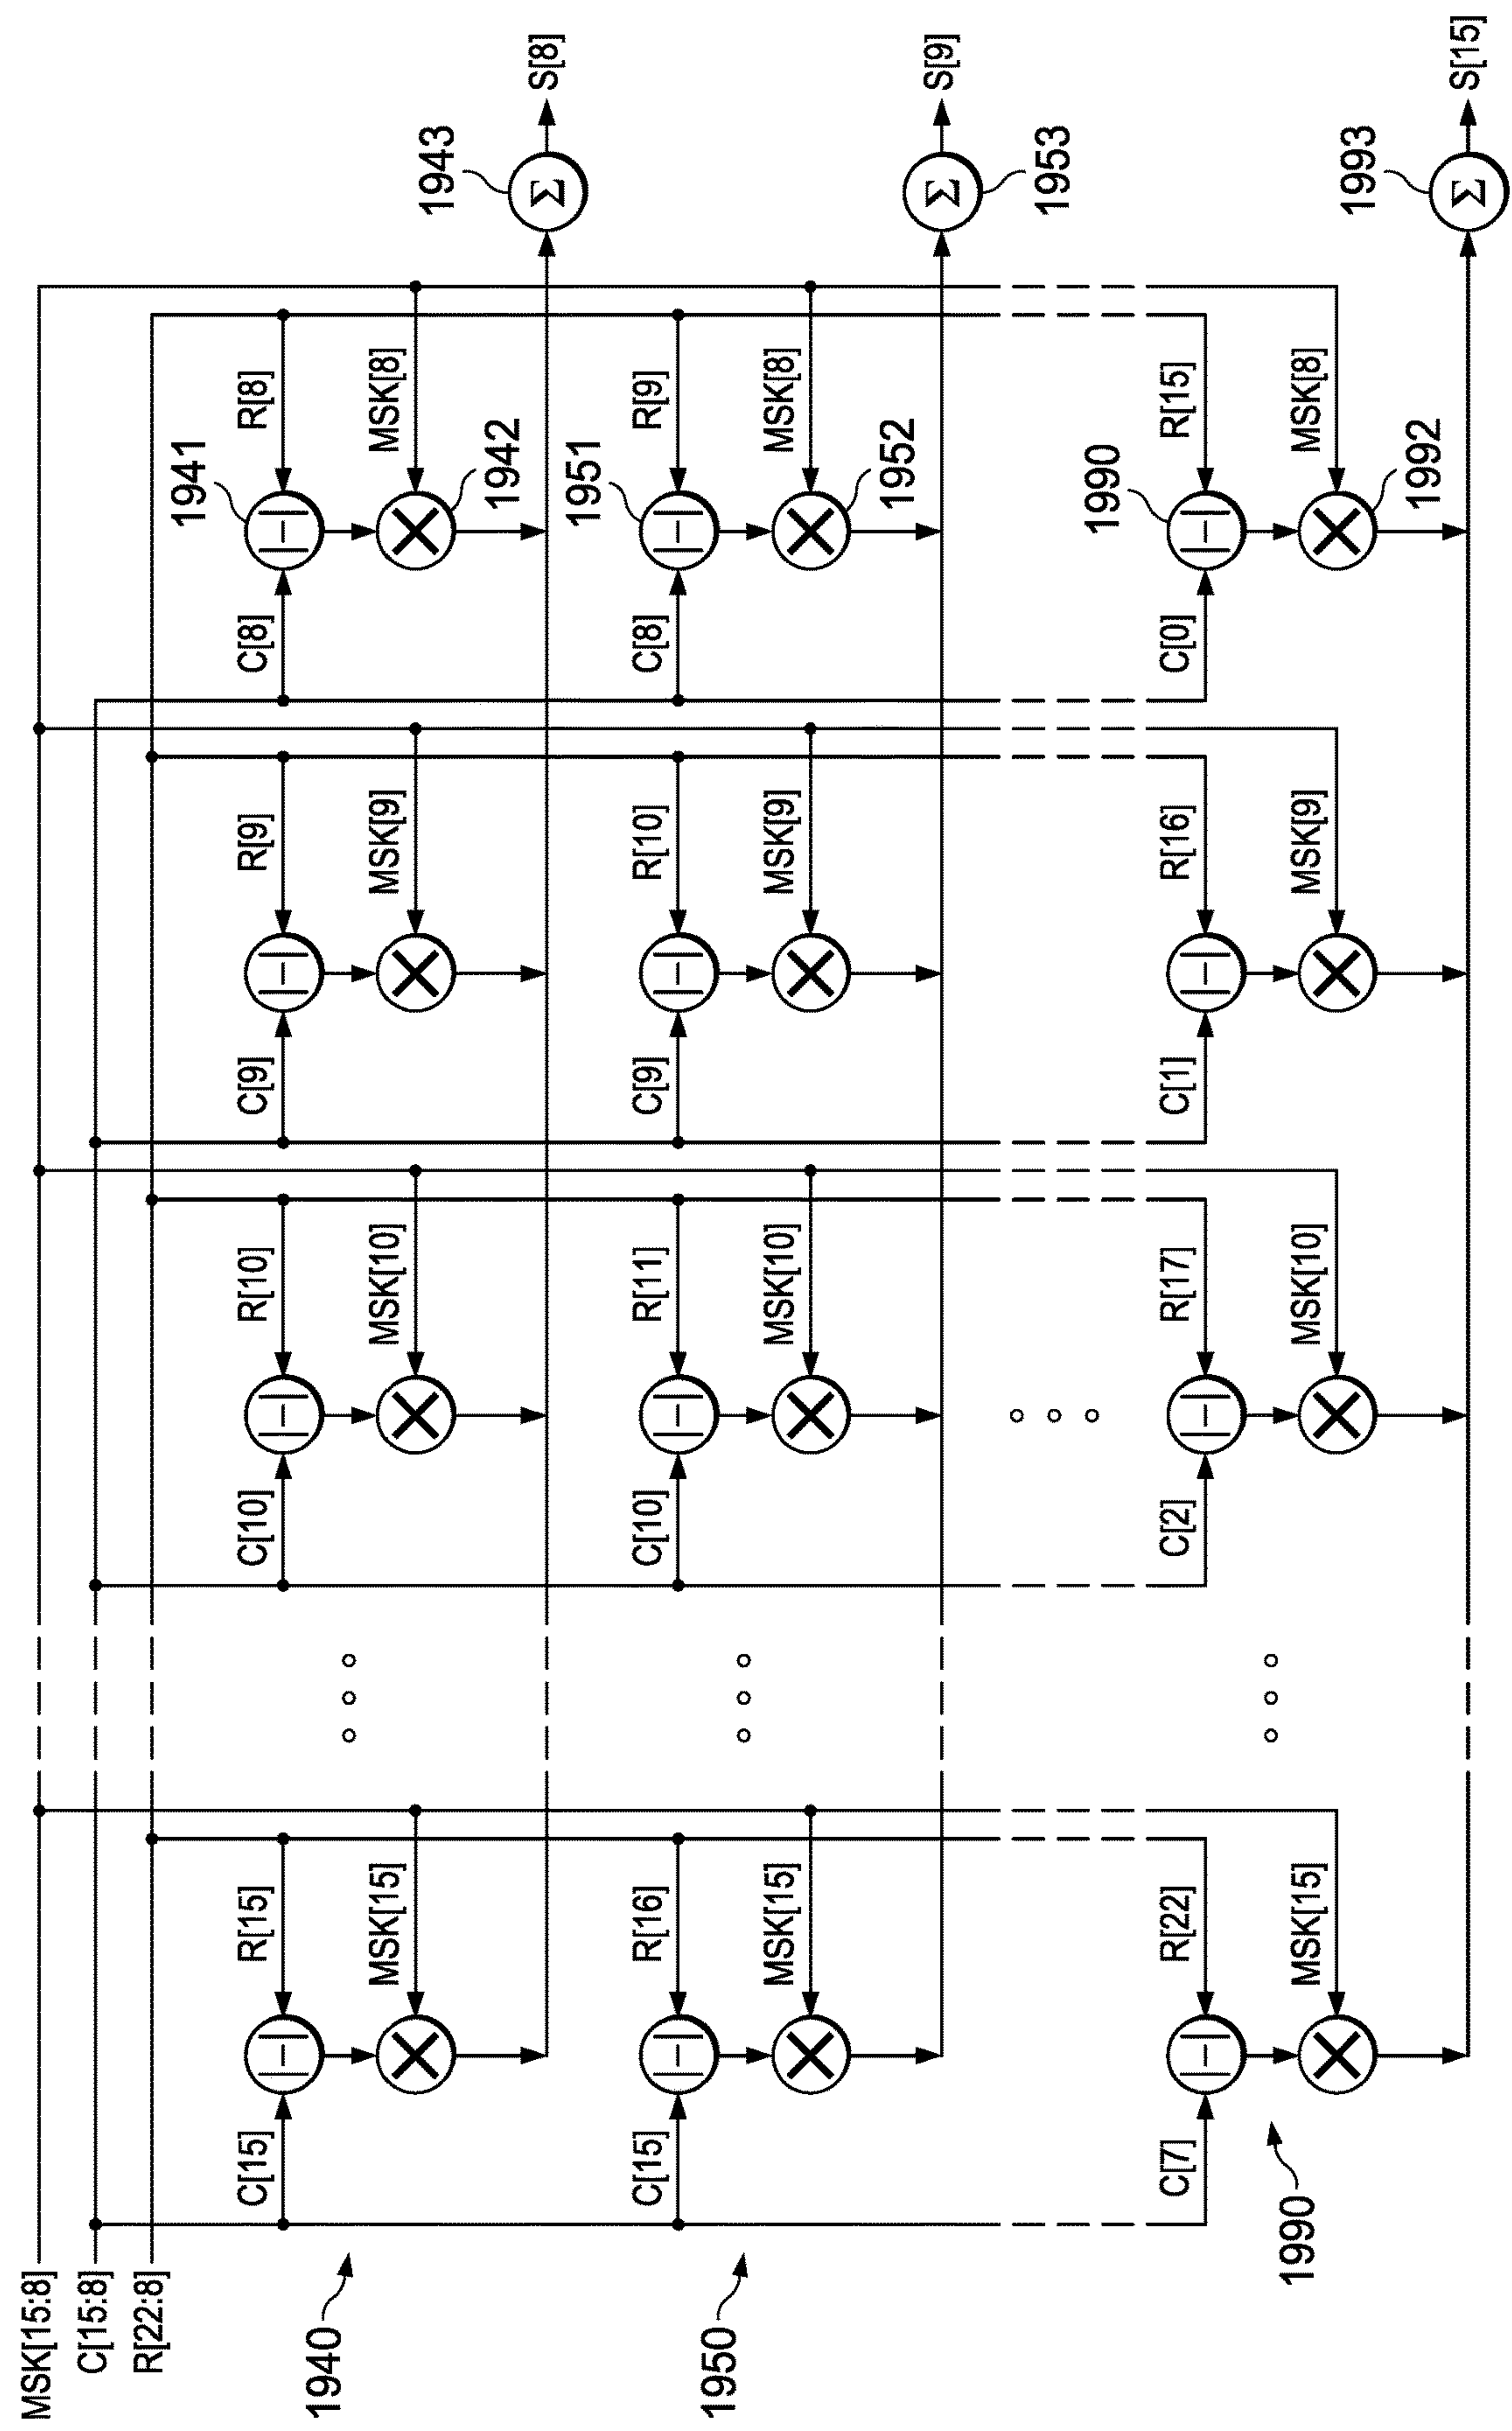 MSK[15:8]
C[15:8]
R[22:8]
1941
C[15] R[15] C[10] R[10] C[9] R[9] C[8] R[8]
1940
MSK[15] MSK[10] MSK[9] MSK[8]
1943
1942
Σ S[8]
1951
C[15] R[16] C[10] R[11] C[9] R[10] C[8] R[9]
1950
MSK[15] MSK[10] MSK[9] MSK[8]
1952
Σ S[9]
1953
1990
C[7] R[22] C[2] R[17] C[1] R[16] C[0] R[15]
1990
MSK[15] MSK[10] MSK[9] MSK[8]
1993
1992
Σ S[15]